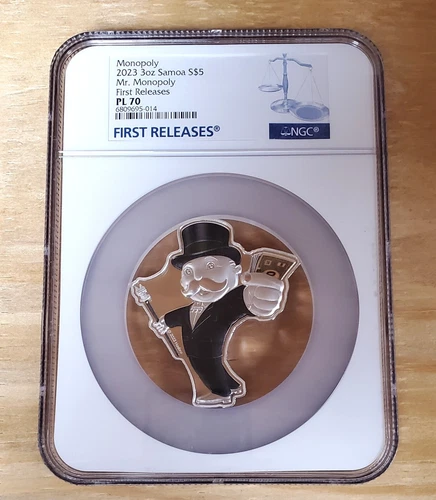 Monopoly
2023 3oz Samoa S$5
Mr. Monopoly
First Releases
PL 70
6809695-014
FIRST RELEASES®
NGC®